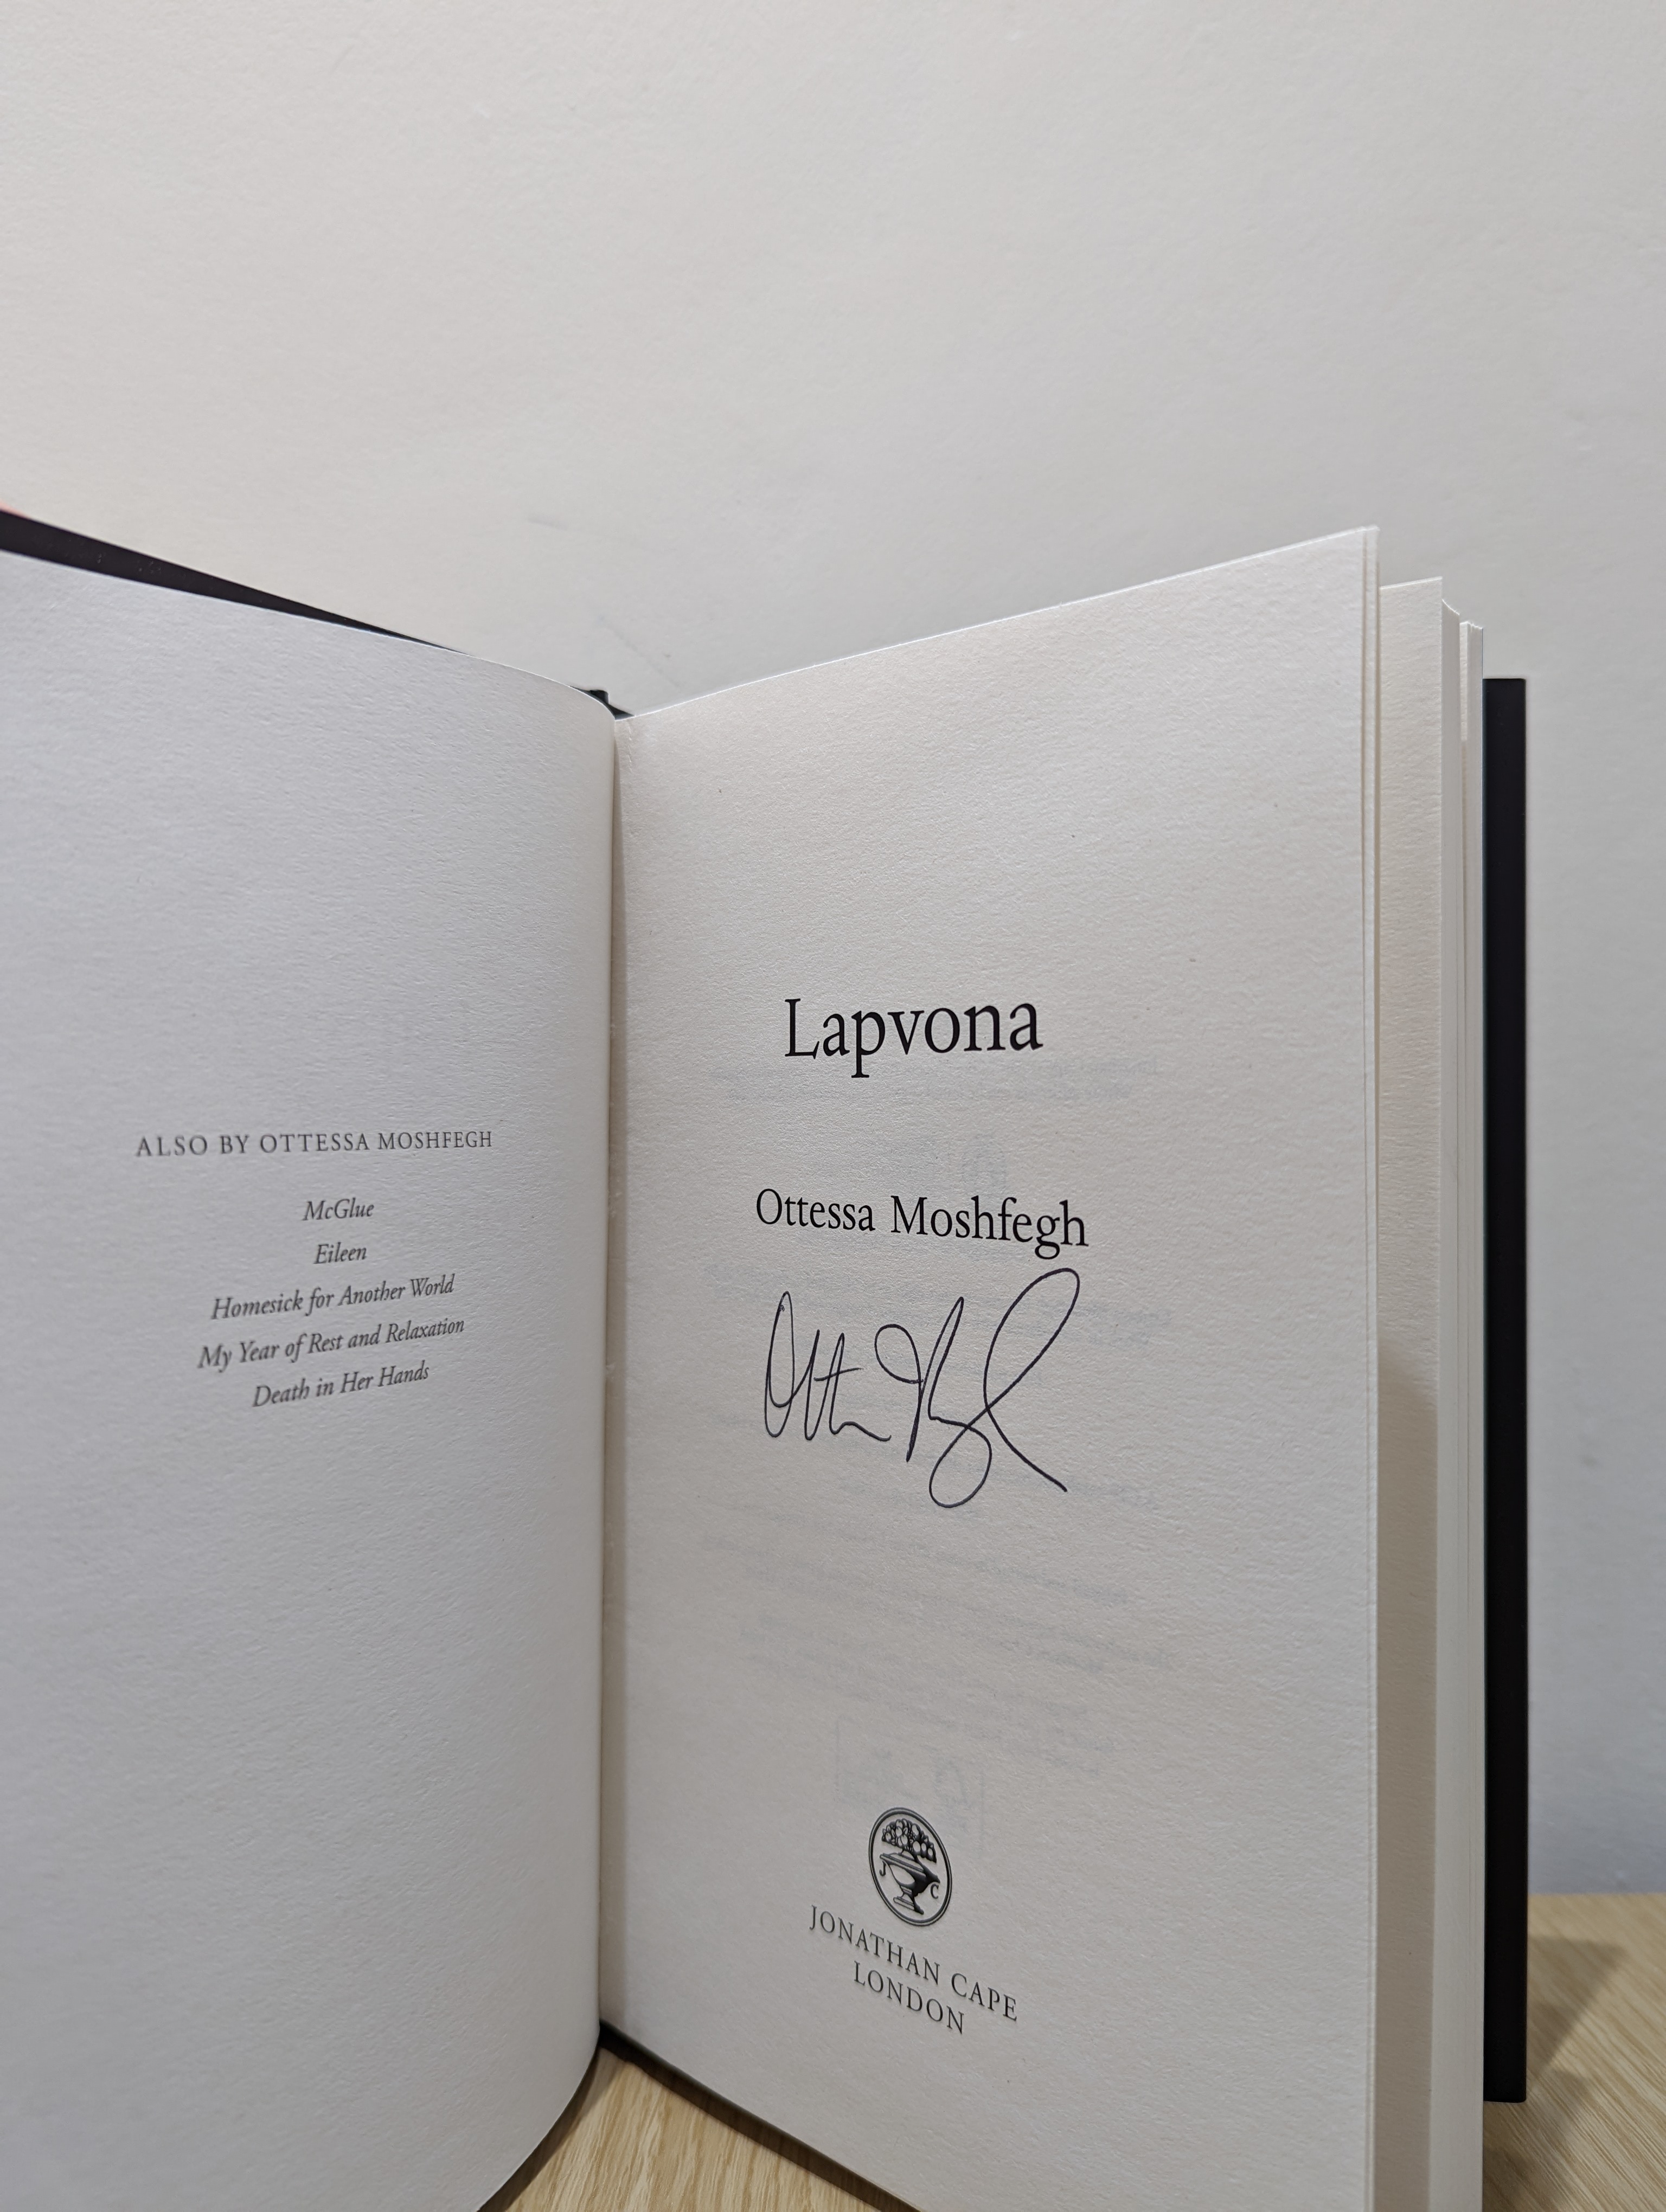 ALSO BY OTTESSA MOSHFEGH
McGlue
Eileen
Homesick for Another World
My Year of Rest and Relaxation
Death in Her Hands
Lapvona
Ottessa Moshfegh
JONATHAN CAPE
LONDON